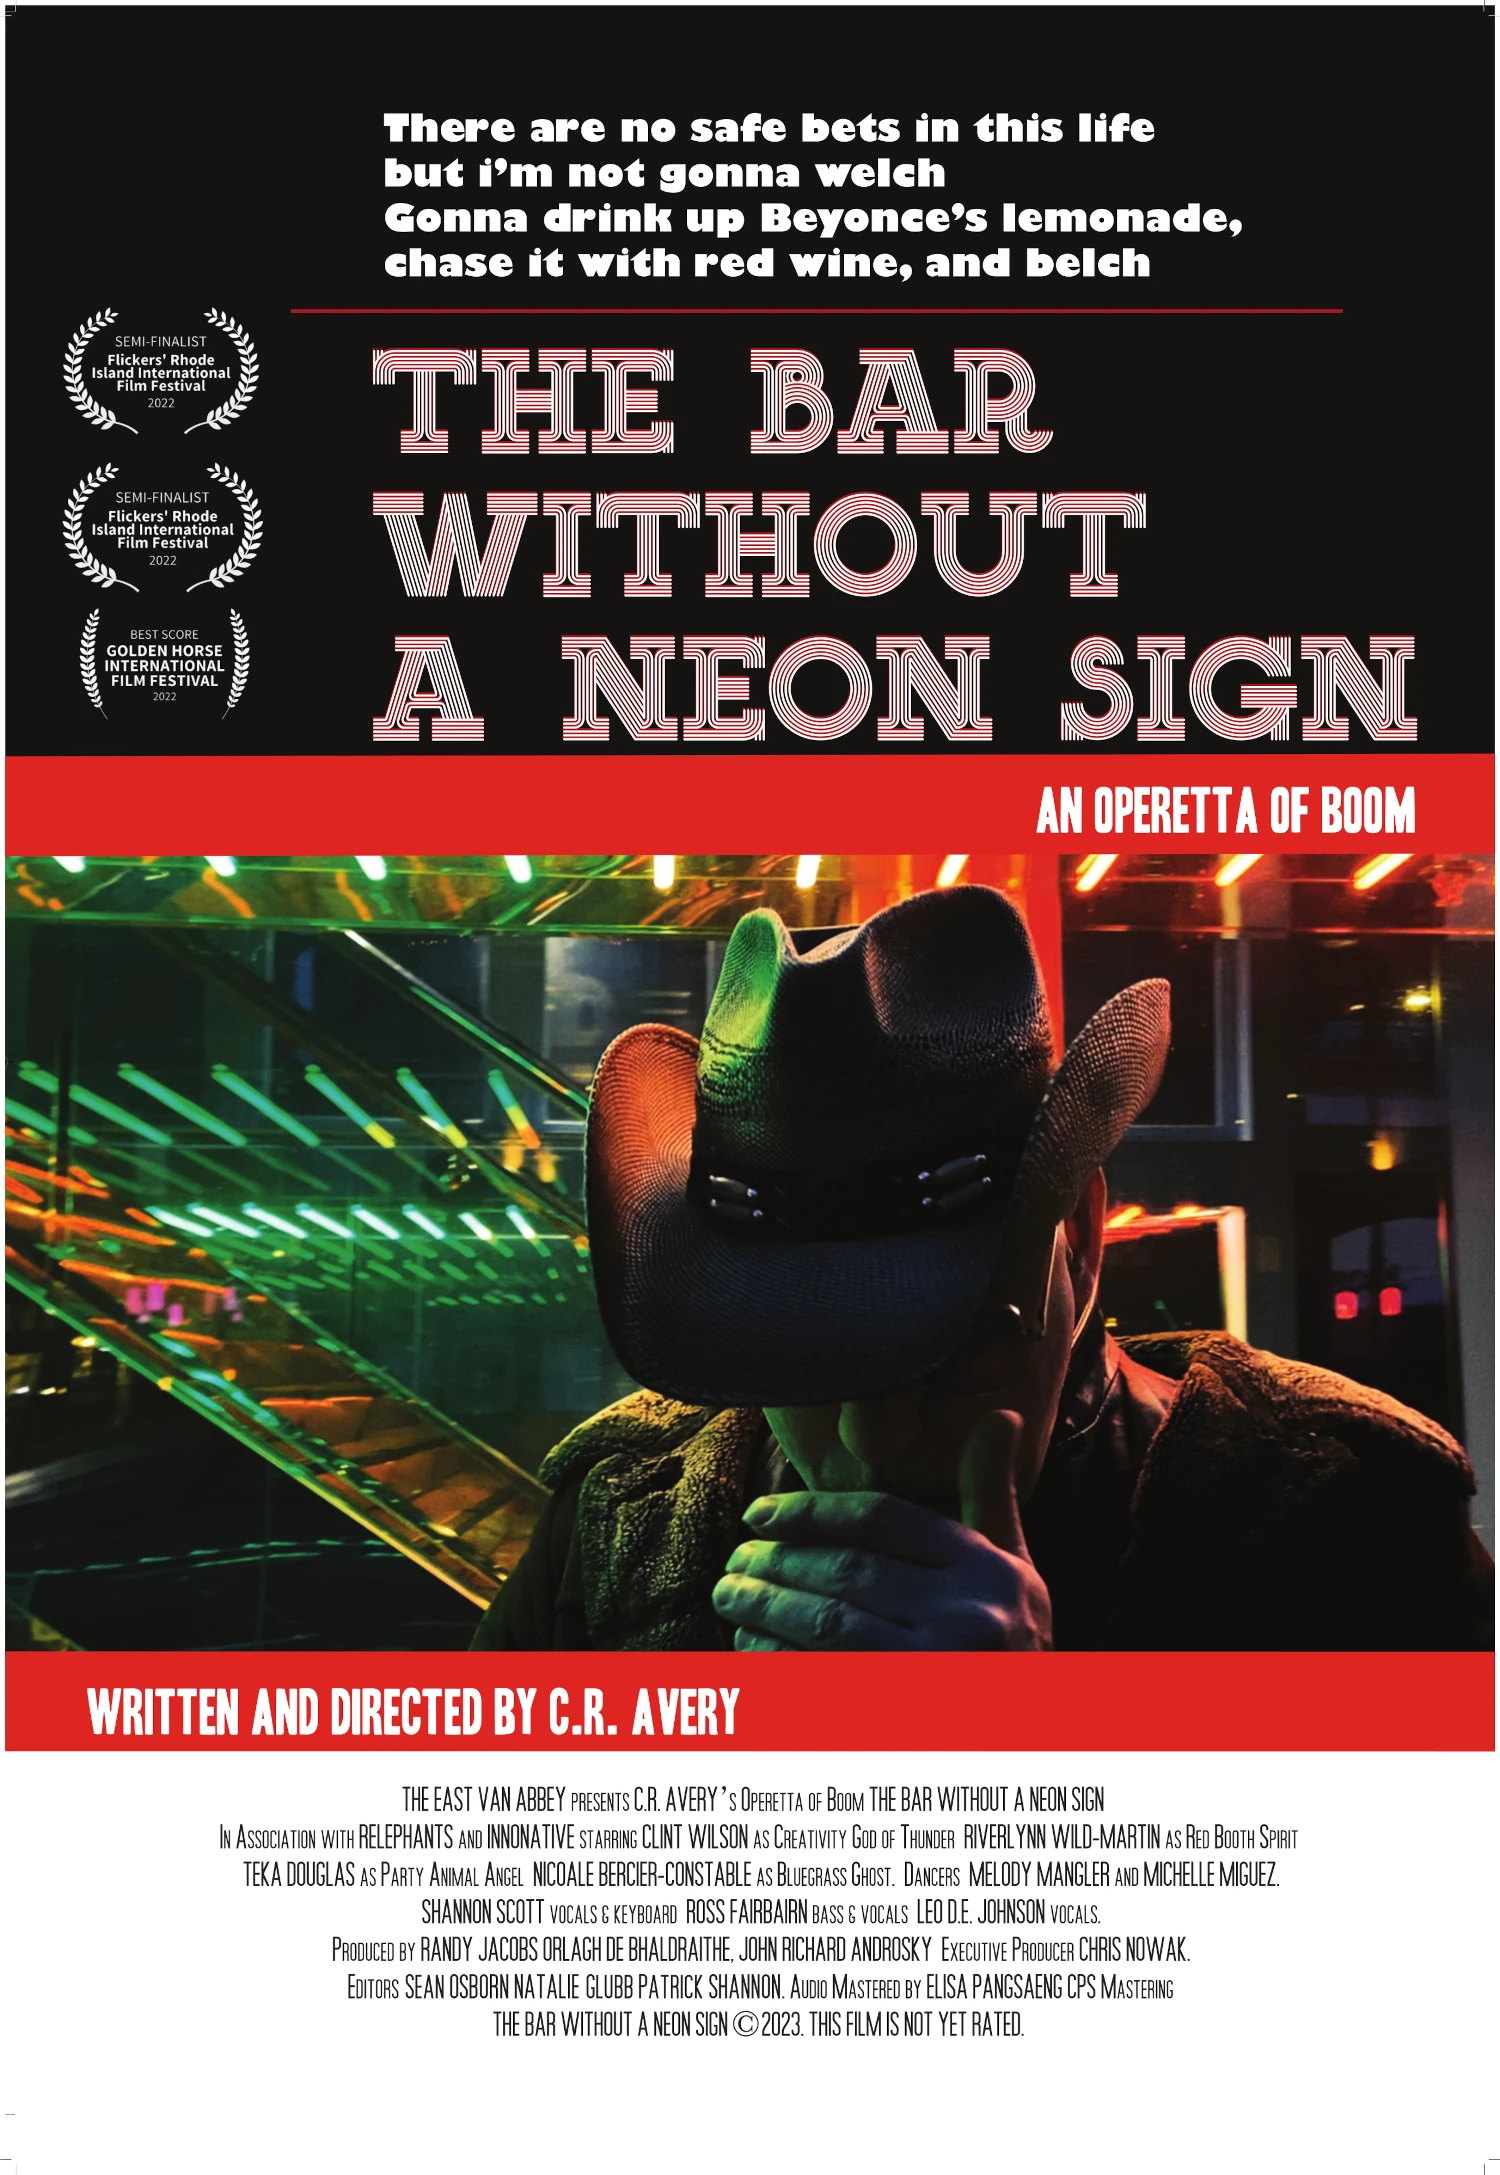 There are no safe bets in this life
but i'm not gonna welch
Gonna drink up Beyonce's lemonade,
chase it with red wine, and belch
SEMI-FINALIST
Flickers' Rhode
Island International
Film Festival
2022
SEMI-FINALIST
Flickers' Rhode
Island International
Film Festival
2022
BEST SCORE
GOLDEN HORSE
INTERNATIONAL
FILM FESTIVAL
2022
THE BAR
WITHOUT
A NEON SIGN
AN OPERETTA OF BOOM
WRITTEN AND DIRECTED BY C.R. AVERY
THE EAST VAN ABBEY PRESENTS C.R. AVERY's OPERETTA OF BOOM THE BAR WITHOUT A NEON SIGN
IN ASSOCIATION WITH RELEPHANTS AND INNONATIVE STARRING CLINT WILSON AS CREATIVITY GOD OF THUNDER RIVERLYNN WILD-MARTIN AS RED BOOTH SPIRIT
TEKA DOUGLAS AS PARTY ANIMAL ANGEL NICOALE BERCIER-CONSTABLE AS BLUEGRASS GHOST. DANCERS MELODY MANGLER AND MICHELLE MIGUEZ.
SHANNON SCOTT VOCALS & KEYBOARD ROSS FAIRBAIRN BASS & VOCALS LEO D.E. JOHNSON VOCALS.
PRODUCED BY RANDY JACOBS ORLAGH DE BHALDRAITHE, JOHN RICHARD ANDROSKY EXECUTIVE PRODUCER CHRIS NOWAK.
EDITORS SEAN OSBORN NATALIE GLUBB PATRICK SHANNON. AUDIO MASTERED BY ELISA PANGSAENG CPS MASTERING
THE BAR WITHOUT A NEON SIGN © 2023. THIS FILM IS NOT YET RATED.